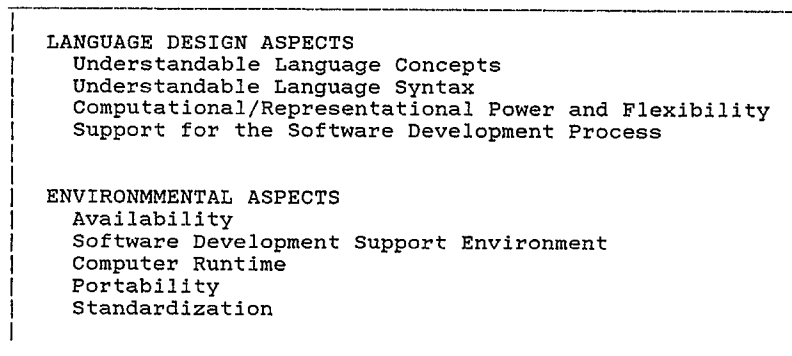 LANGUAGE DESIGN ASPECTS
Understandable Language Concepts
Understandable Language Syntax
Computational/Representational Power and Flexibility
Support for the Software Development Process
ENVIRONMMENTAL ASPECTS
Availability
Software Development Support Environment
Computer Runtime
Portability
Standardization